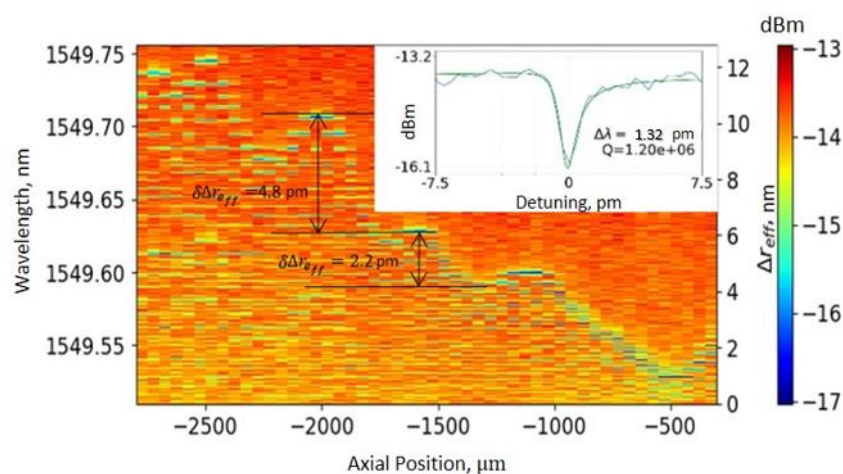 dBm
1549.75
1549.70
1549.65
1549.60
1549.55
Wavelength, nm
−2500
−2000
−1500
−1000
−500
Axial Position, μm
δΔr_eff =4.8 pm
δΔr_eff = 2.2 pm
-13.2
-16.1
dBm
-7.5
0
7.5
Detuning, pm
Δλ = 1.32 pm
Q=1.20e+06
12
10
8
6
4
2
0
Δr_eff, nm
−13
−14
−15
−16
−17